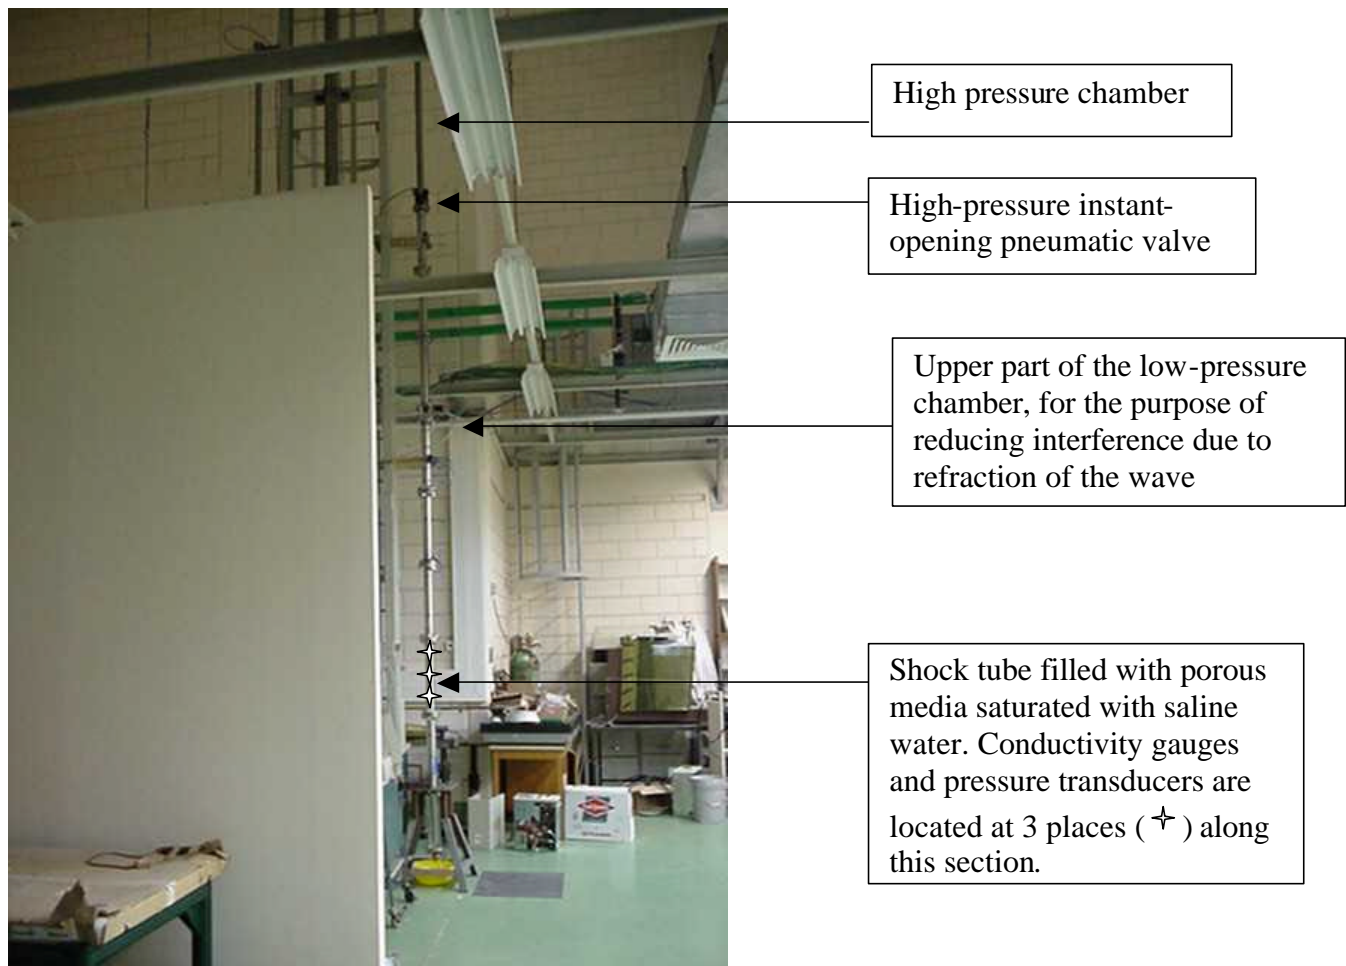 High pressure chamber
High-pressure instant-
opening pneumatic valve
Upper part of the low-pressure
chamber, for the purpose of
reducing interference due to
refraction of the wave
Shock tube filled with porous
media saturated with saline
water. Conductivity gauges
and pressure transducers are
located at 3 places ( ✧ ) along
this section.